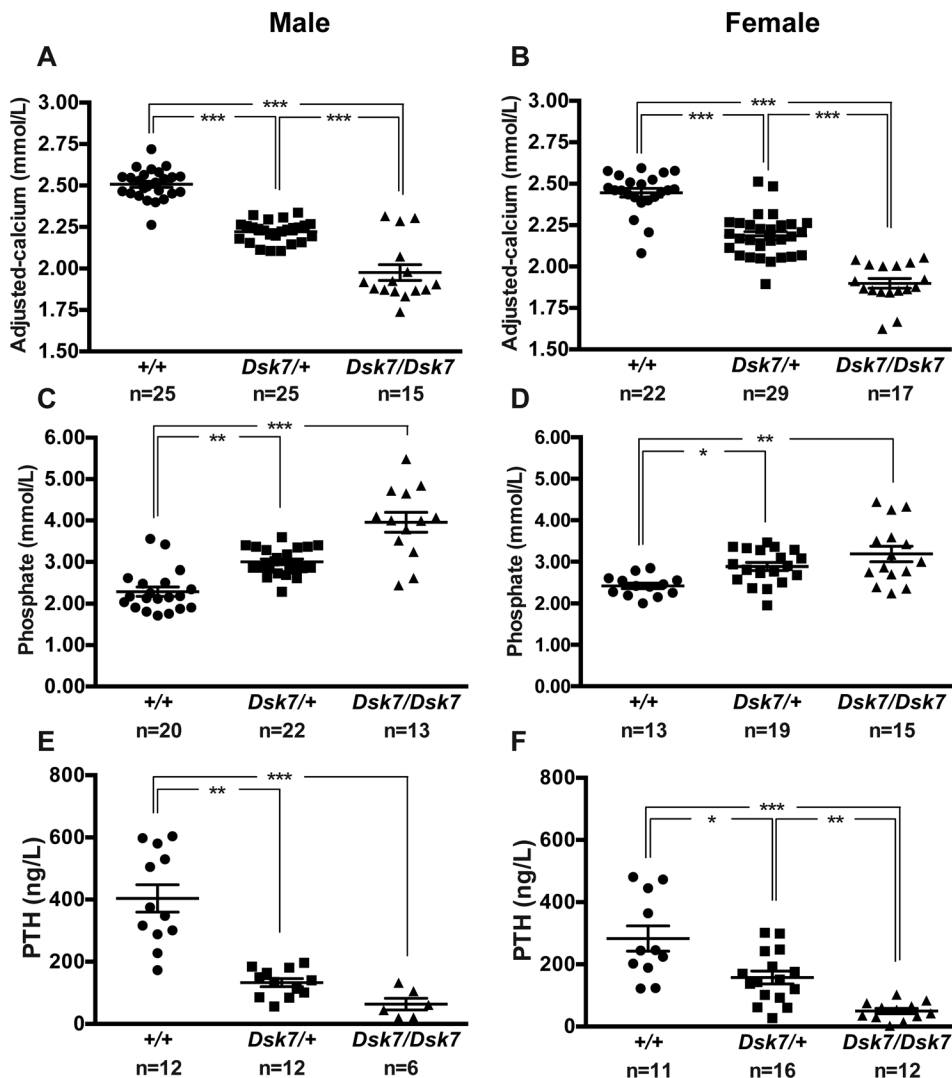 Male
Female
A
B
Adjusted-calcium (mmol/L)
3.00
2.75
2.50
2.25
2.00
1.75
1.50
***
***
***
+/+
Dsk7/+
Dsk7/Dsk7
n=25
n=25
n=15
Adjusted-calcium (mmol/L)
3.00
2.75
2.50
2.25
2.00
1.75
1.50
***
***
***
+/+
Dsk7/+
Dsk7/Dsk7
n=22
n=29
n=17
C
D
Phosphate (mmol/L)
6.00
5.00
4.00
3.00
2.00
1.00
0.00
***
**
+/+
Dsk7/+
Dsk7/Dsk7
n=20
n=22
n=13
Phosphate (mmol/L)
6.00
5.00
4.00
3.00
2.00
1.00
0.00
**
*
+/+
Dsk7/+
Dsk7/Dsk7
n=13
n=19
n=15
E
F
PTH (ng/L)
800
600
400
200
0
***
**
+/+
Dsk7/+
Dsk7/Dsk7
n=12
n=12
n=6
PTH (ng/L)
800
600
400
200
0
***
*
**
+/+
Dsk7/+
Dsk7/Dsk7
n=11
n=16
n=12